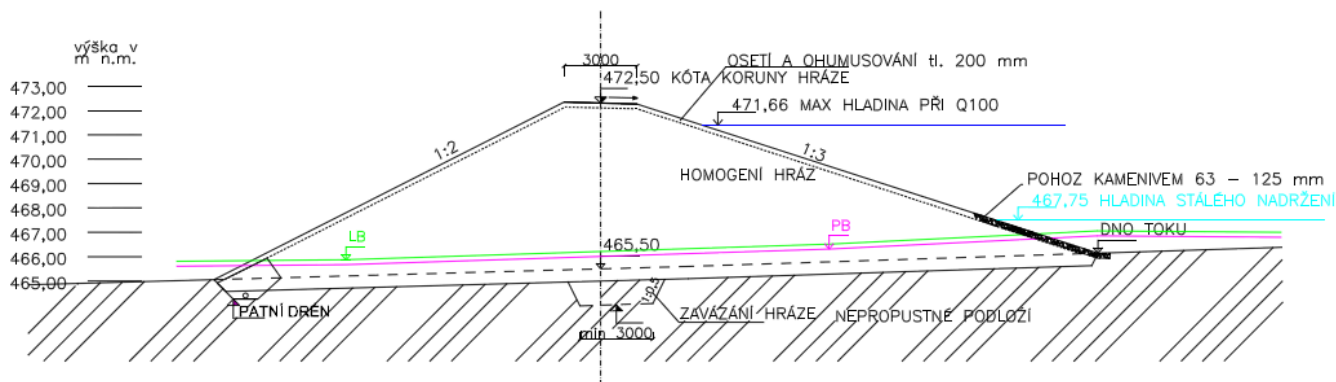 výška v
m n.m.
473,00
472,00
471,00
470,00
469,00
468,00
467,00
466,00
465,00
3000
472,50 KÓTA KORUNY HRÁZE
OSETÍ A OHUMUSOVÁNÍ tl. 200 mm
471,66 MAX HLADINA PŘI Q100
1:2
1:3
HOMOGENÍ HRÁZ
POHOZ KAMENIVEM 63 – 125 mm
467,75 HLADINA STÁLÉHO NADRŽENÍ
LB
PB
DNO TOKU
465,50
PATNÍ DRÉN
1:0,5
ZAVÁZÁNÍ HRÁZE
NEPROPUSTNÉ PODLOŽÍ
min 3000